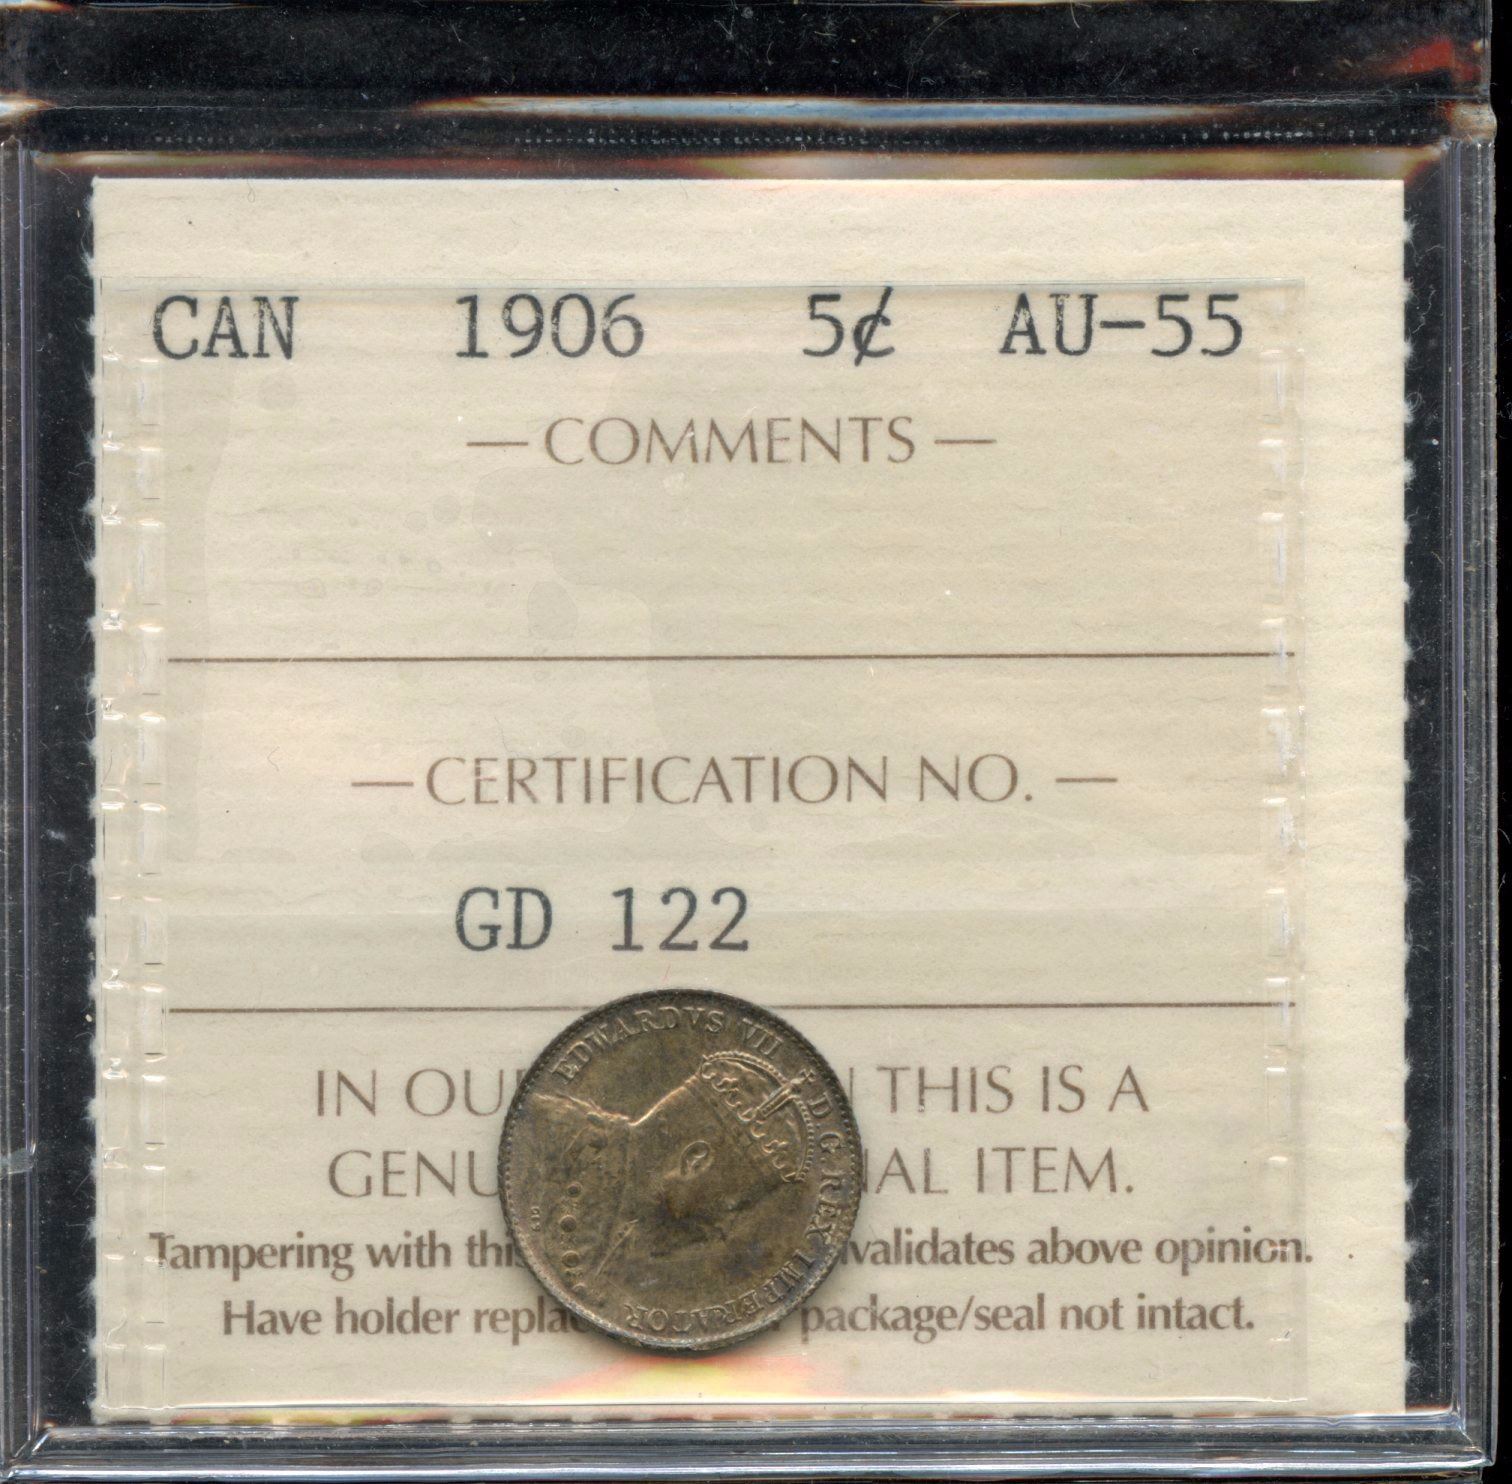 CAN 1906 5¢ AU-55
—COMMENTS—
—CERTIFICATION NO.—
GD 122
IN OU THIS IS A
GENU AL ITEM.
Tampering with thi validates above opinion.
Have holder repla package/seal not intact.
EDWARDVS VII D.G.REX IMPERATOR